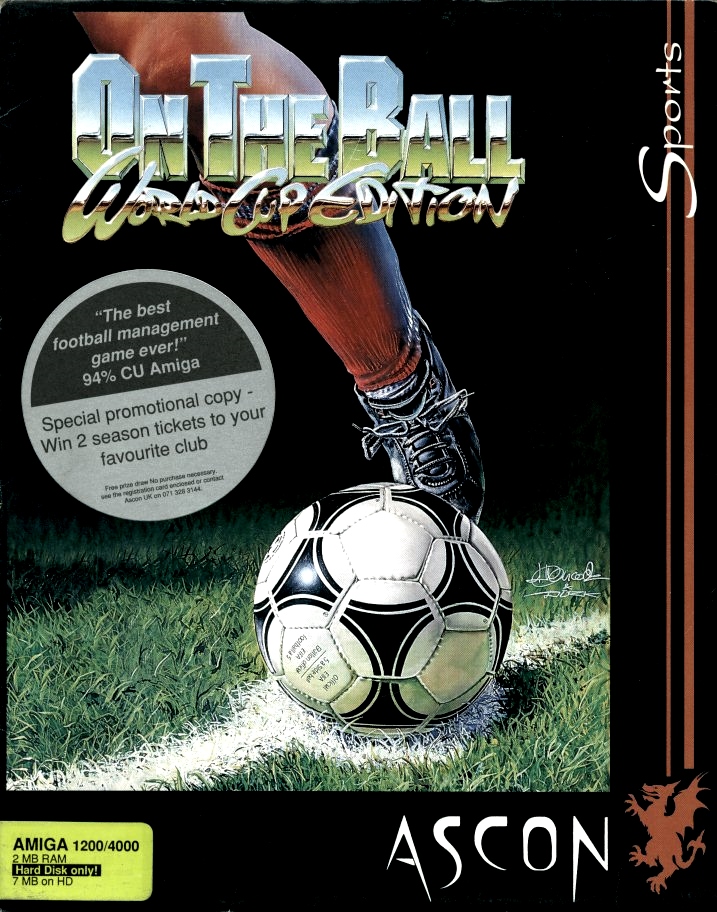 ON THE BALL
WORLD CUP EDITION
Sports
"The best
football management
game ever!"
94% CU Amiga
Special promotional copy -
Win 2 season tickets to your
favourite club
Free prize draw No purchase necessary,
see the registration card enclosed or contact
Ascon UK on 071 328 3144.
Official
FIFA
AMIGA 1200/4000
2 MB RAM
Hard Disk only!
7 MB on HD
ASCON